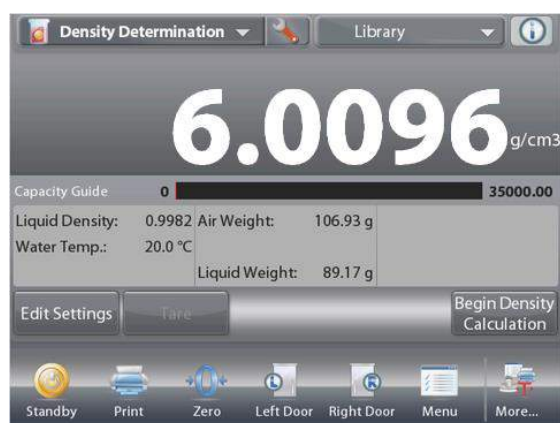 Density Determination Library
6.0096 g/cm3
Capacity Guide 0 35000.00
Liquid Density: 0.9982 Air Weight: 106.93 g
Water Temp.: 20.0 °C
Liquid Weight: 89.17 g
Edit Settings Tare Begin Density
Calculation
Standby Print Zero Left Door Right Door Menu More...